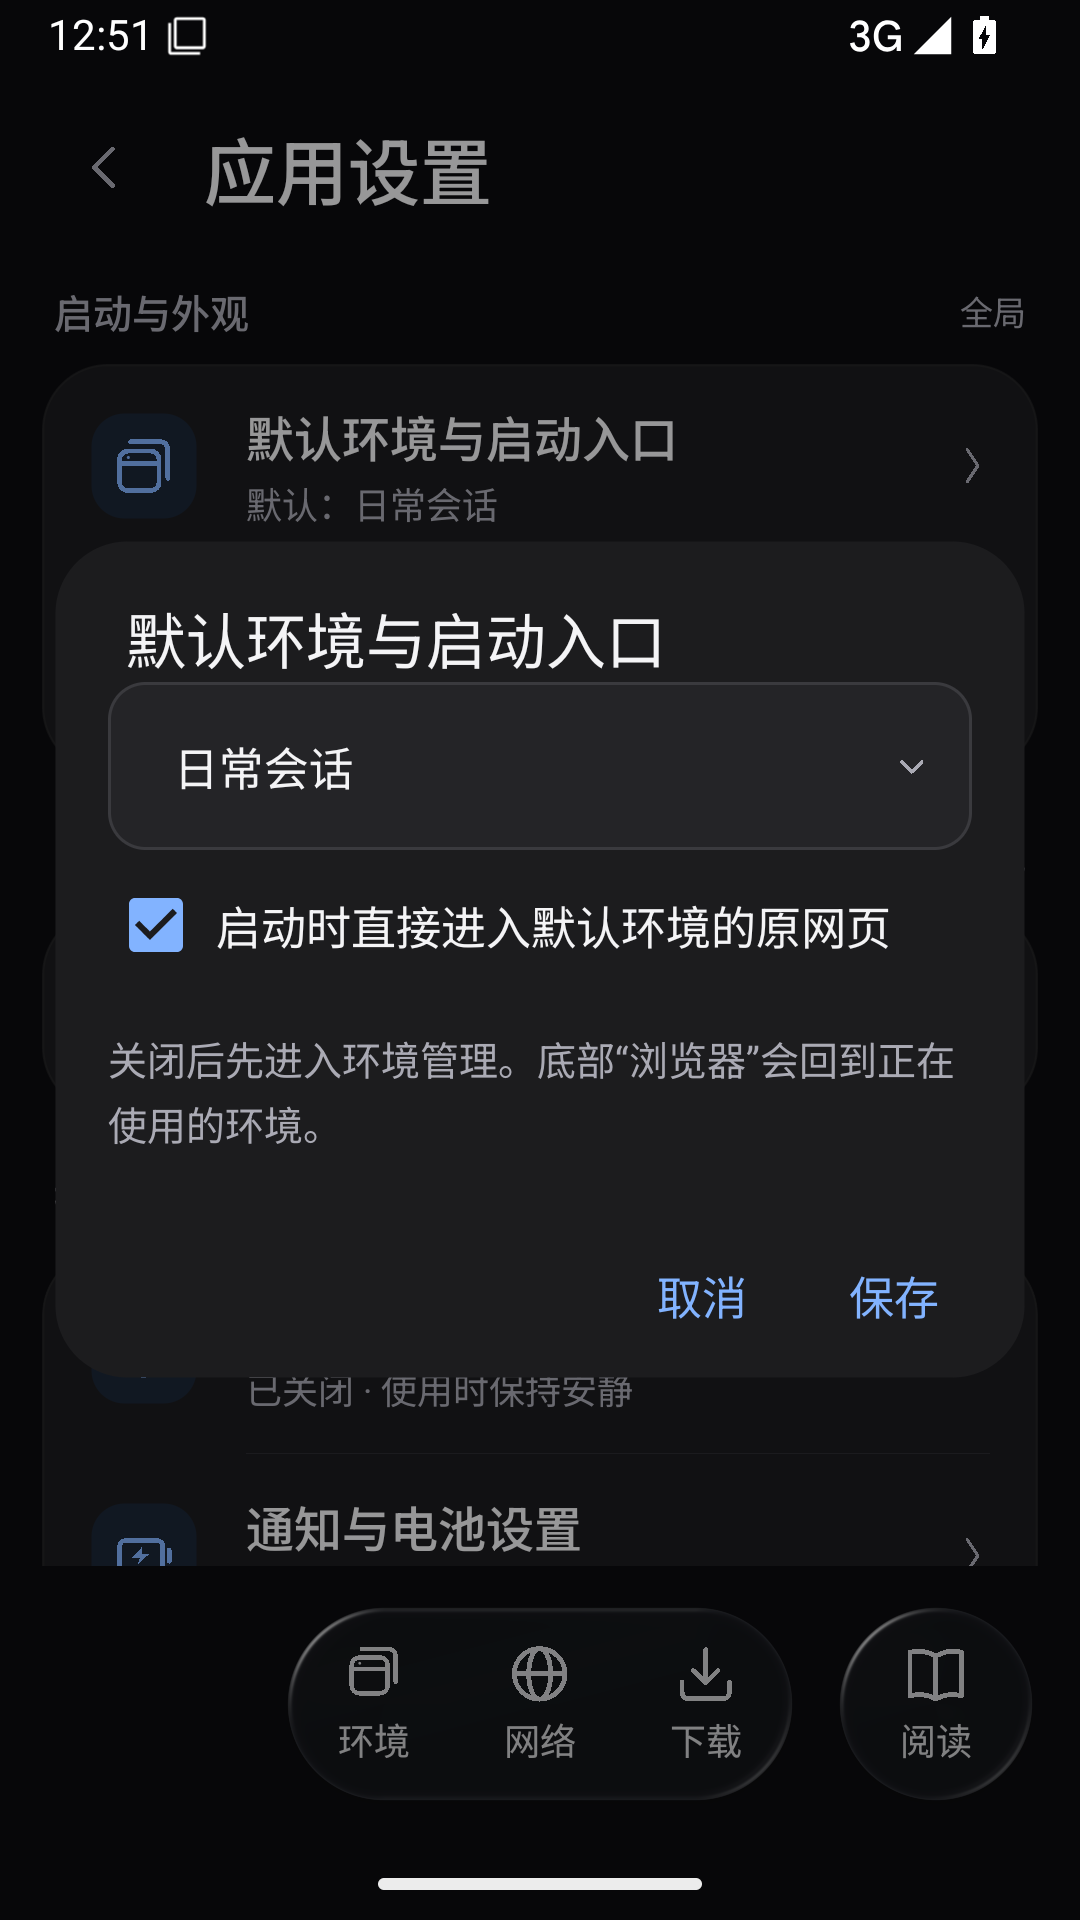 12:51
3G
应用设置
启动与外观
全局
默认环境与启动入口
默认：日常会话
默认环境与启动入口
日常会话
启动时直接进入默认环境的原网页
关闭后先进入环境管理。底部“浏览器”会回到正在
使用的环境。
取消
保存
已关闭 · 使用时保持安静
通知与电池设置
环境
网络
下载
阅读